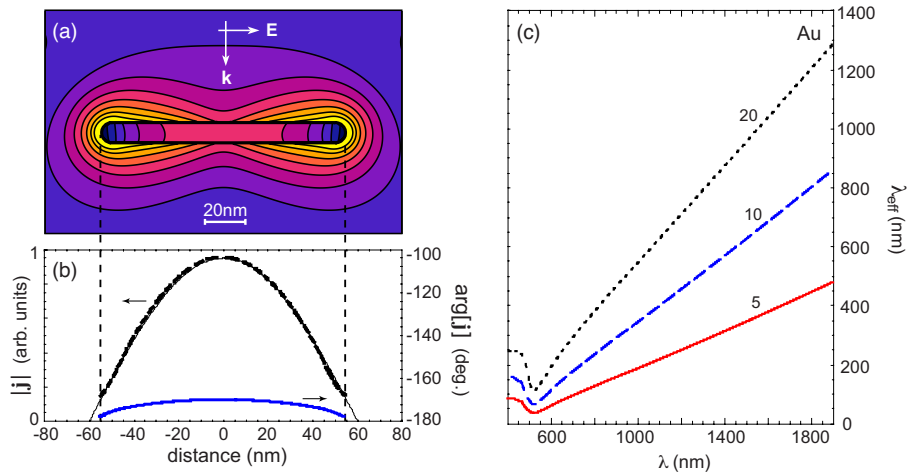 (a)
E
k
20nm
(b)
1
|j| (arb. units)
0
-100
-120
-140
-160
-180
arg[j] (deg.)
-80 -60 -40 -20 0 20 40 60 80
distance (nm)
(c)
Au
20
10
5
1400
1200
1000
800
600
400
200
0
λeff (nm)
600 1000 1400 1800
λ (nm)